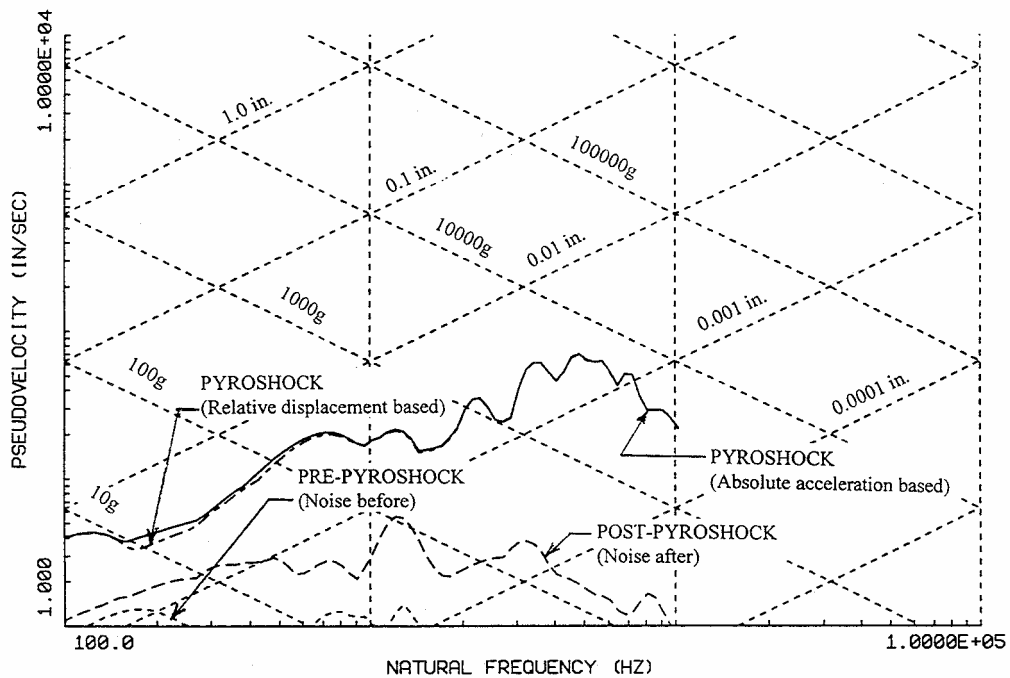 1.0000E+04
PSEUDOVELOCITY (IN/SEC)
1.000
1.0 in.
0.1 in.
100000g
10000g
0.01 in.
1000g
0.001 in.
100g
0.0001 in.
10g
PYROSHOCK
(Relative displacement based)
PRE-PYROSHOCK
(Noise before)
PYROSHOCK
(Absolute acceleration based)
POST-PYROSHOCK
(Noise after)
100.0
1.0000E+05
NATURAL FREQUENCY (HZ)